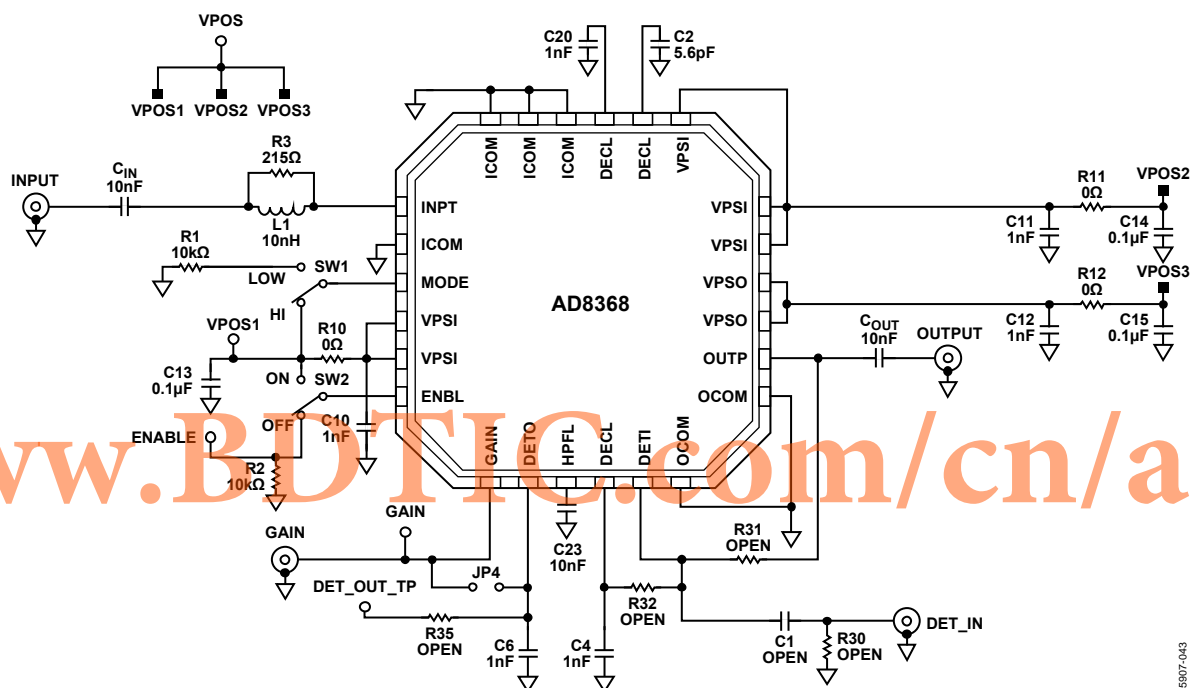 VPOS
VPOS1 VPOS2 VPOS3
C20
1nF
C2
5.6pF
ICOM
ICOM
ICOM
DECL
DECL
VPSI
R3
215Ω
CIN
10nF
INPUT
L1
10nH
INPT
ICOM
MODE
VPSI
VPSI
ENBL
R1
10kΩ
LOW
SW1
HI
VPOS1
R10
0Ω
C13
0.1µF
ON
SW2
OFF
C10
1nF
ENABLE
R2
10kΩ
AD8368
VPSI
VPSI
VPSO
VPSO
OUTP
OCOM
R11
0Ω
VPOS2
C11
1nF
C14
0.1µF
R12
0Ω
VPOS3
C12
1nF
C15
0.1µF
COUT
10nF
OUTPUT
GAIN
DETO
HPFL
DECL
DETI
OCOM
ww.BDTIC.com/cn/a
GAIN
GAIN
JP4
DET_OUT_TP
R35
OPEN
C6
1nF
C23
10nF
C4
1nF
R32
OPEN
R31
OPEN
C1
OPEN
R30
OPEN
DET_IN
5907-043